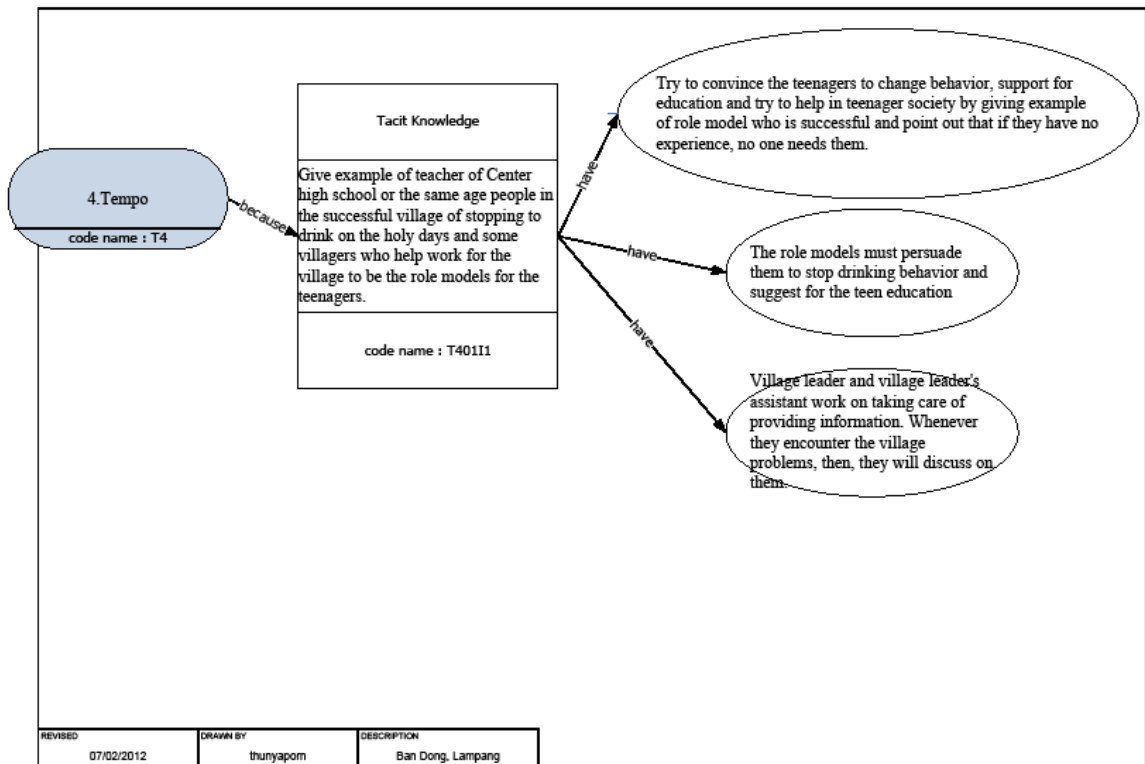 4.Tempo
code name : T4
because
Tacit Knowledge
Give example of teacher of Center
high school or the same age people in
the successful village of stopping to
drink on the holy days and some
villagers who help work for the
village to be the role models for the
teenagers.
code name : T401I1
have
Try to convince the teenagers to change behavior, support for
education and try to help in teenager society by giving example
of role model who is successful and point out that if they have no
experience, no one needs them.
have
The role models must persuade
them to stop drinking behavior and
suggest for the teen education
have
Village leader and village leader's
assistant work on taking care of
providing information. Whenever
they encounter the village
problems, then, they will discuss on
them.
REVISED
07/02/2012
DRAWN BY
thunyaporn
DESCRIPTION
Ban Dong, Lampang